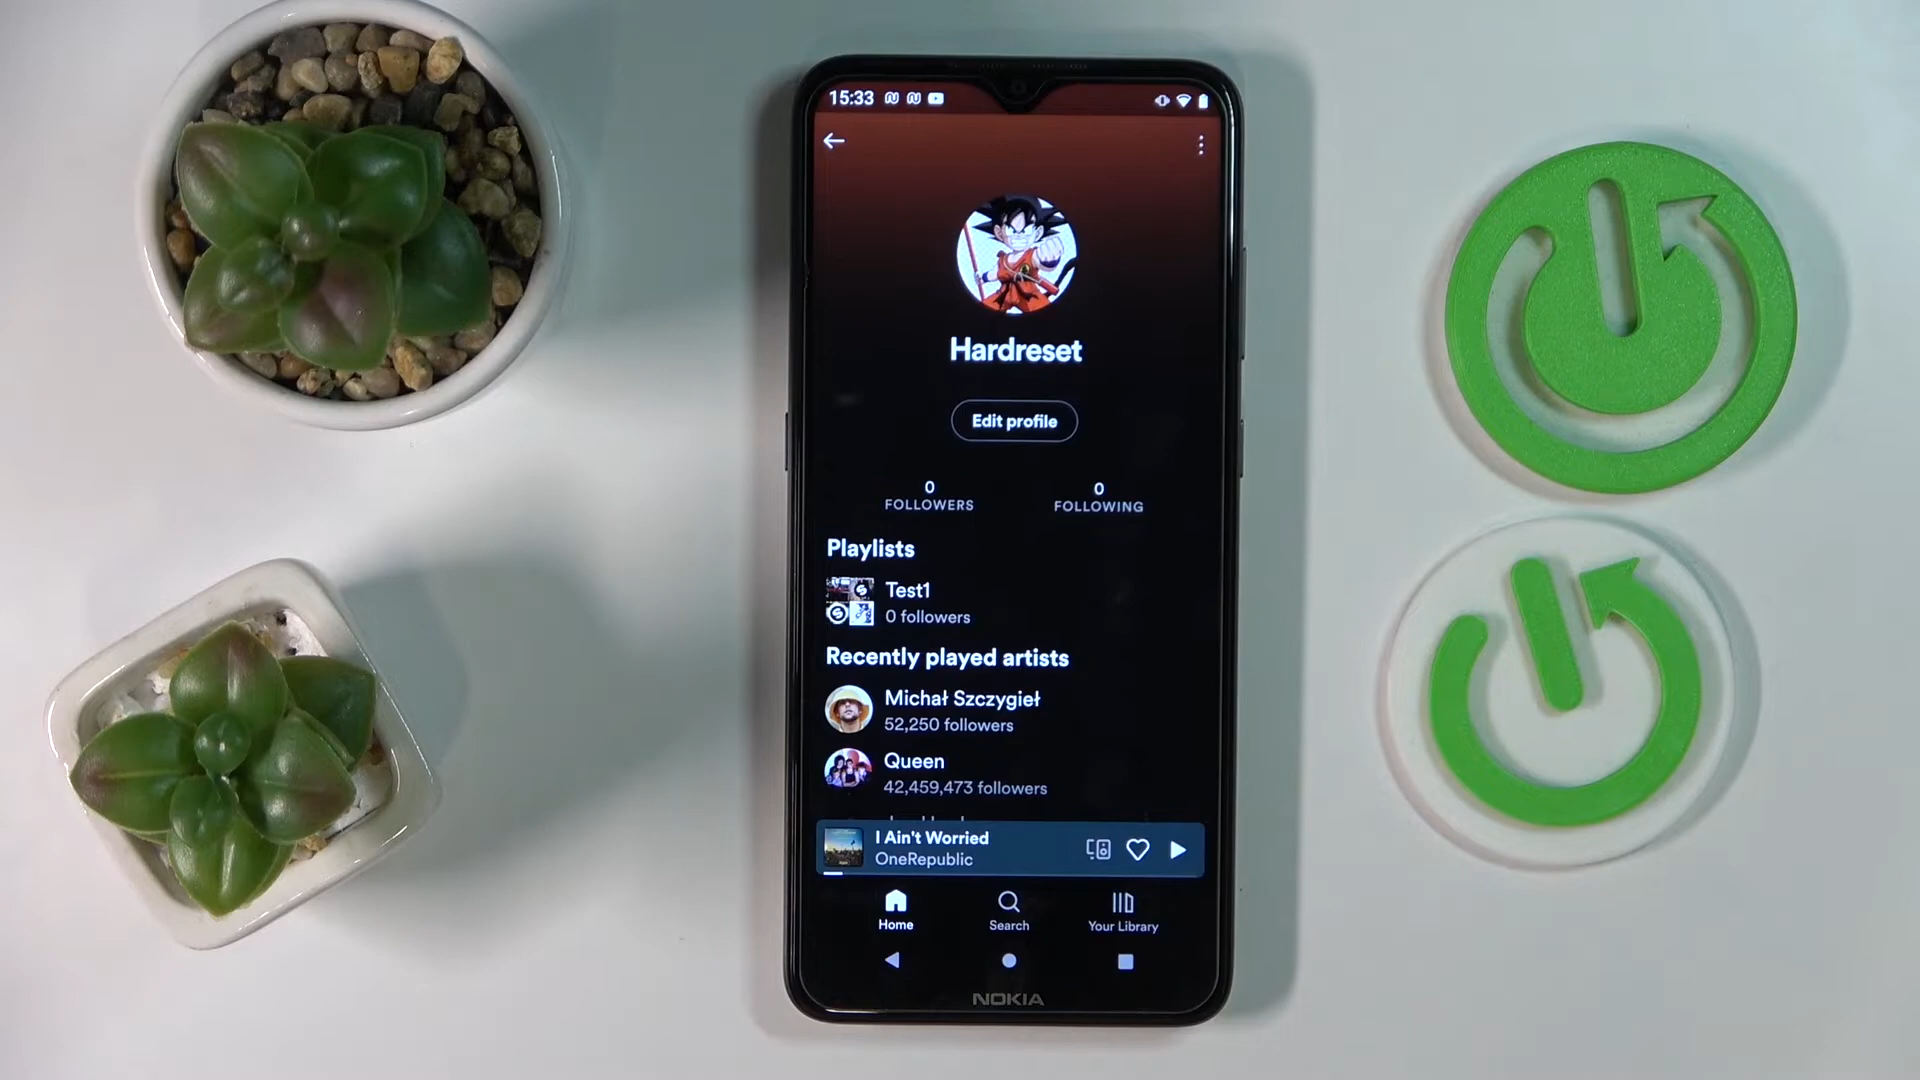 15:33
Hardreset
Edit profile
0
FOLLOWERS
0
FOLLOWING
Playlists
Test1
0 followers
Recently played artists
Michał Szczygieł
52,250 followers
Queen
42,459,473 followers
I Ain't Worried
OneRepublic
Home
Search
Your Library
NOKIA